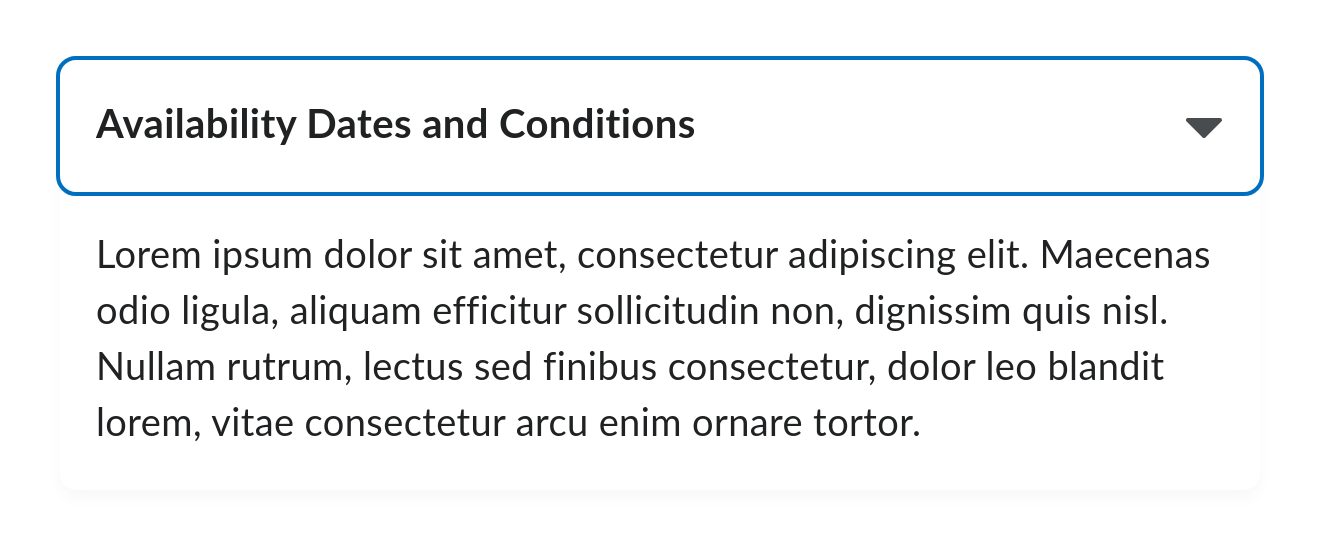 Availability Dates and Conditions
Lorem ipsum dolor sit amet, consectetur adipiscing elit. Maecenas
odio ligula, aliquam efficitur sollicitudin non, dignissim quis nisl.
Nullam rutrum, lectus sed finibus consectetur, dolor leo blandit
lorem, vitae consectetur arcu enim ornare tortor.